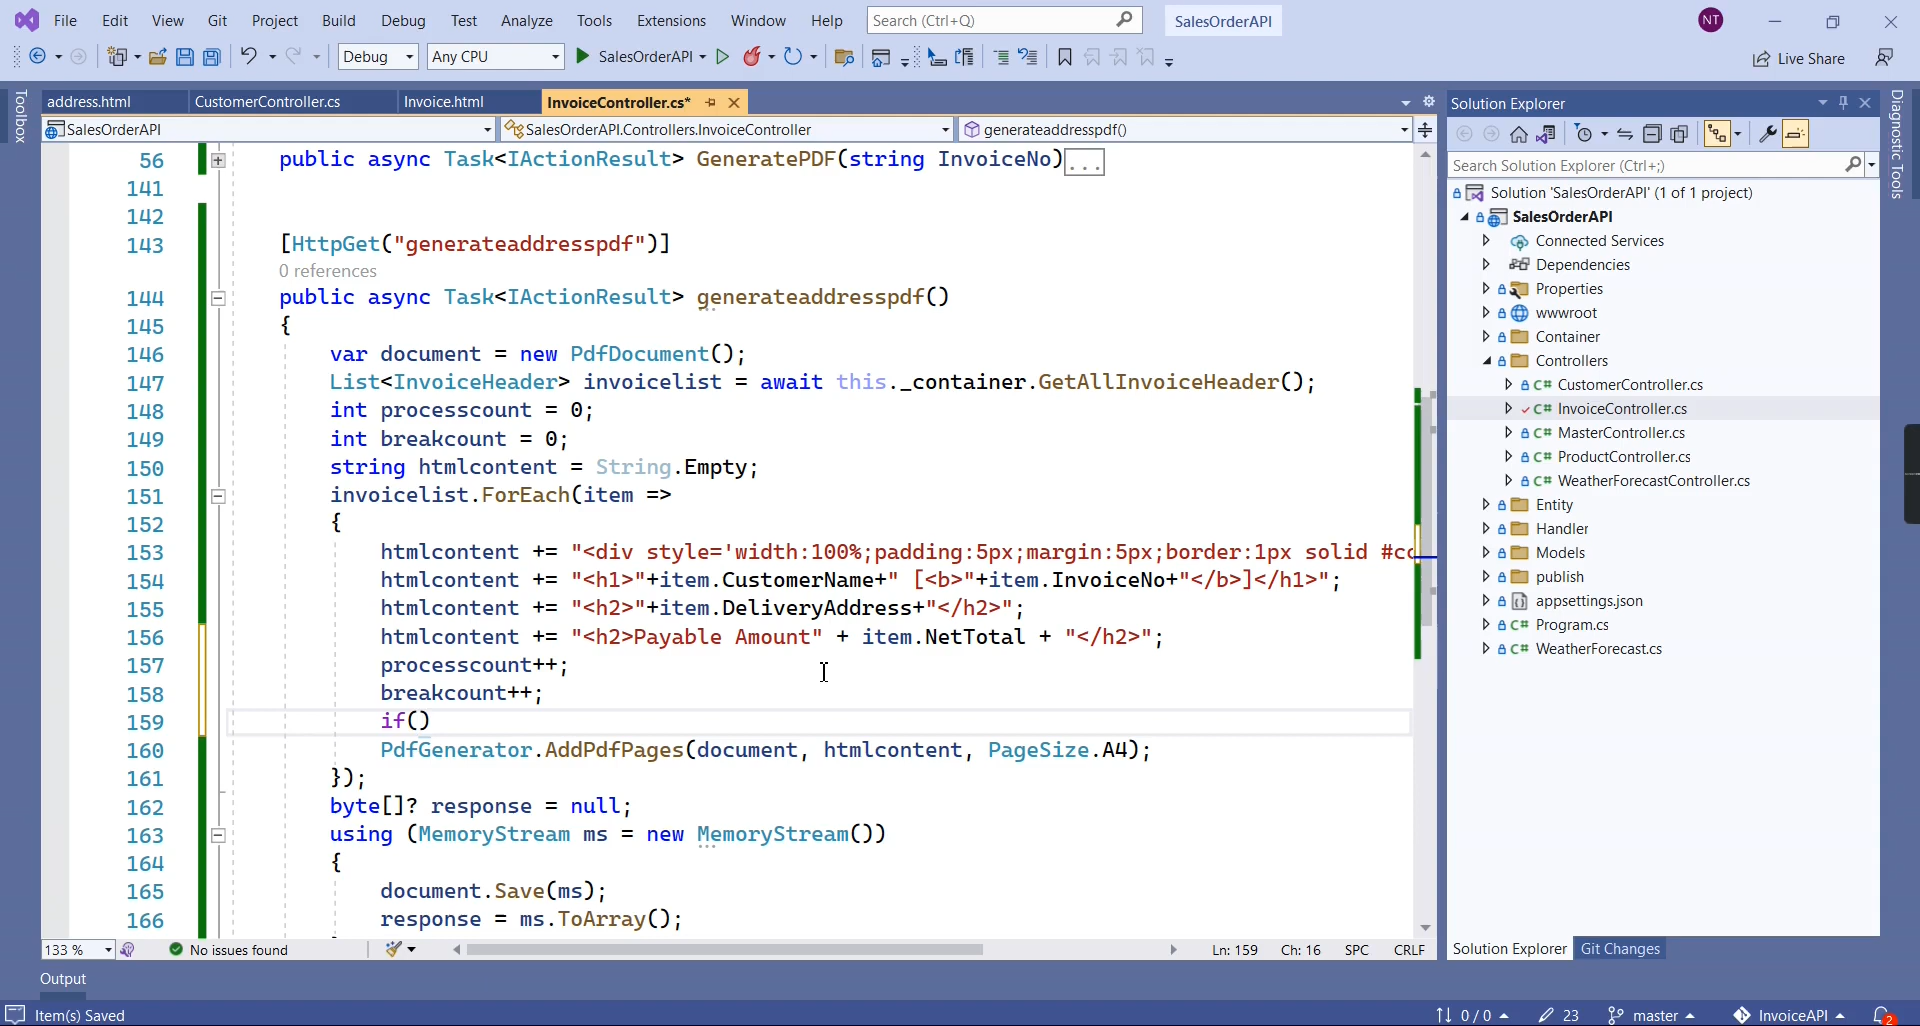 File Edit View Git Project Build Debug Test Analyze Tools Extensions Window Help Search (Ctrl+Q) SalesOrderAPI NT
Debug Any CPU SalesOrderAPI Live Share
Toolbox
address.html CustomerController.cs Invoice.html InvoiceController.cs*
SalesOrderAPI SalesOrderAPI.Controllers.InvoiceController generateaddresspdf()
56 public async Task<IActionResult> GeneratePDF(string InvoiceNo)...
141
142
143 [HttpGet("generateaddresspdf")]
0 references
144 public async Task<IActionResult> generateaddresspdf()
145 {
146 var document = new PdfDocument();
147 List<InvoiceHeader> invoicelist = await this._container.GetAllInvoiceHeader();
148 int processcount = 0;
149 int breakcount = 0;
150 string htmlcontent = String.Empty;
151 invoicelist.ForEach(item =>
152 {
153 htmlcontent += "<div style='width:100%;padding:5px;margin:5px;border:1px solid #cc
154 htmlcontent += "<h1>"+item.CustomerName+" [<b>"+item.InvoiceNo+"</b>]</h1>";
155 htmlcontent += "<h2>"+item.DeliveryAddress+"</h2>";
156 htmlcontent += "<h2>Payable Amount" + item.NetTotal + "</h2>";
157 processcount++;
158 breakcount++;
159 if()
160 PdfGenerator.AddPdfPages(document, htmlcontent, PageSize.A4);
161 });
162 byte[]? response = null;
163 using (MemoryStream ms = new MemoryStream())
164 {
165 document.Save(ms);
166 response = ms.ToArray();
133 % No issues found Ln: 159 Ch: 16 SPC CRLF
Output
Item(s) Saved 0 / 0 23 master InvoiceAPI 2
Solution Explorer
Search Solution Explorer (Ctrl+;)
Solution 'SalesOrderAPI' (1 of 1 project)
SalesOrderAPI
Connected Services
Dependencies
Properties
wwwroot
Container
Controllers
C# CustomerController.cs
C# InvoiceController.cs
C# MasterController.cs
C# ProductController.cs
C# WeatherForecastController.cs
Entity
Handler
Models
publish
appsettings.json
C# Program.cs
C# WeatherForecast.cs
Solution Explorer Git Changes
Diagnostic Tools